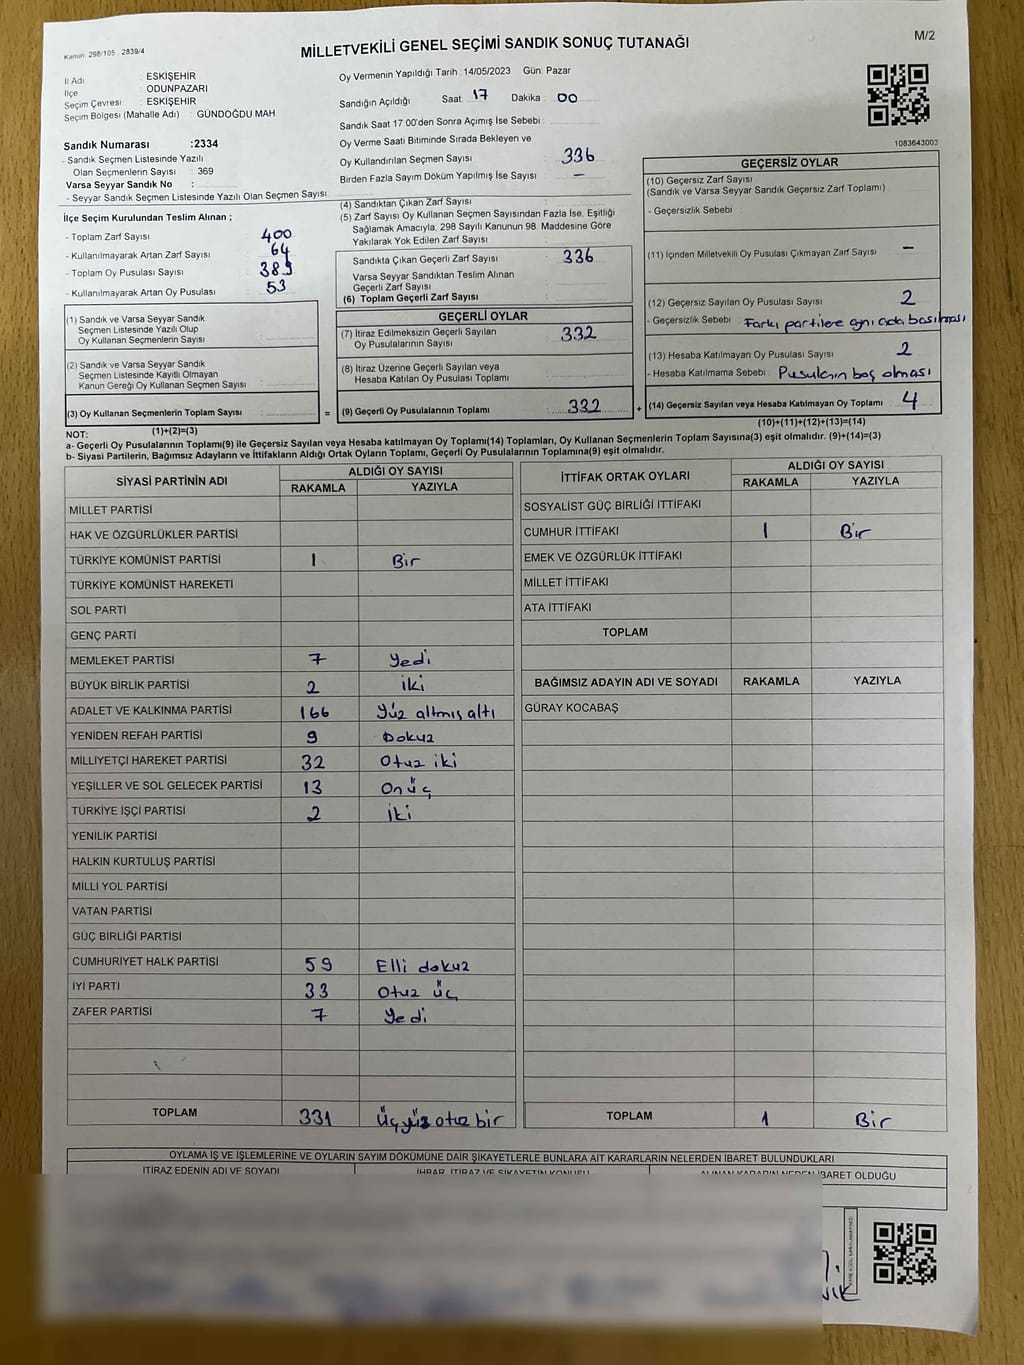 Kanun 298/105 2839/4
MİLLETVEKİLİ GENEL SEÇİMİ SANDIK SONUÇ TUTANAĞI
M/2
İl Adı : ESKİŞEHİR
İlçe : ODUNPAZARI
Seçim Çevresi : ESKİŞEHİR
Seçim Bölgesi (Mahalle Adı) : GÜNDOĞDU MAH.
Sandık Numarası :2334
- Sandık Seçmen Listesinde Yazılı
Olan Seçmenlerin Sayısı : 369
Varsa Seyyar Sandık No :
- Seyyar Sandık Seçmen Listesinde Yazılı Olan Seçmen Sayısı:
İlçe Seçim Kurulundan Teslim Alınan ;
- Toplam Zarf Sayısı : 400
- Kullanılmayarak Artan Zarf Sayısı : 64
- Toplam Oy Pusulası Sayısı : 389
- Kullanılmayarak Artan Oy Pusulası : 53
Oy Vermenin Yapıldığı Tarih :14/05/2023 Gün: Pazar
Sandığın Açıldığı Saat: 17 Dakika : 00
Sandık Saat 17:00'den Sonra Açımış İse Sebebi :
Oy Verme Saati Bitiminde Sırada Bekleyen ve
Oy Kullandırılan Seçmen Sayısı : 336
Birden Fazla Sayım Döküm Yapılmış İse Sayısı : -
(4) Sandıktan Çıkan Zarf Sayısı :
(5) Zarf Sayısı Oy Kullanan Seçmen Sayısından Fazla İse, Eşitliği
Sağlamak Amacıyla, 298 Sayılı Kanunun 98. Maddesine Göre
Yakılarak Yok Edilen Zarf Sayısı :
Sandıkta Çıkan Geçerli Zarf Sayısı : 336
Varsa Seyyar Sandıktan Teslim Alınan
Geçerli Zarf Sayısı :
(6) Toplam Geçerli Zarf Sayısı :
1083643003
GEÇERSİZ OYLAR
(10) Geçersiz Zarf Sayısı
(Sandık ve Varsa Seyyar Sandık Geçersiz Zarf Toplamı)
- Geçersizlik Sebebi :
(11) İçinden Milletvekili Oy Pusulası Çıkmayan Zarf Sayısı : -
(12) Geçersiz Sayılan Oy Pusulası Sayısı : 2
- Geçersizlik Sebebi : Farklı partilere aynı anda basılması
(13) Hesaba Katılmayan Oy Pusulası Sayısı : 2
- Hesaba Katılmama Sebebi : Pusulanın boş olması
(14) Geçersiz Sayılan veya Hesaba Katılmayan Oy Toplamı : 4
(10)+(11)+(12)+(13)=(14)
(1) Sandık ve Varsa Seyyar Sandık
Seçmen Listesinde Yazılı Olup
Oy Kullanan Seçmenlerin Sayısı :
(2) Sandık ve Varsa Seyyar Sandık
Seçmen Listesinde Kayıtlı Olmayan
Kanun Gereği Oy Kullanan Seçmen Sayısı :
(3) Oy Kullanan Seçmenlerin Toplam Sayısı : =
(1)+(2)=(3)
GEÇERLİ OYLAR
(7) İtiraz Edilmeksizin Geçerli Sayılan
Oy Pusulalarının Sayısı : 332
(8) İtiraz Üzerine Geçerli Sayılan veya
Hesaba Katılan Oy Pusulası Toplamı :
(9) Geçerli Oy Pusulalarının Toplamı : 332 +
NOT:
a- Geçerli Oy Pusulalarının Toplamı(9) ile Geçersiz Sayılan veya Hesaba katılmayan Oy Toplamı(14) Toplamları, Oy Kullanan Seçmenlerin Toplam Sayısına(3) eşit olmalıdır. (9)+(14)=(3)
b- Siyasi Partilerin, Bağımsız Adayların ve İttifakların Aldığı Ortak Oyların Toplamı, Geçerli Oy Pusulalarının Toplamına(9) eşit olmalıdır.
SİYASİ PARTİNİN ADI ALDIĞI OY SAYISI
RAKAMLA YAZIYLA
MİLLET PARTİSİ
HAK VE ÖZGÜRLÜKLER PARTİSİ
TÜRKİYE KOMÜNİST PARTİSİ 1 Bir
TÜRKİYE KOMÜNİST HAREKETİ
SOL PARTİ
GENÇ PARTİ
MEMLEKET PARTİSİ 7 Yedi
BÜYÜK BİRLİK PARTİSİ 2 iki
ADALET VE KALKINMA PARTİSİ 166 Yüz altmış altı
YENİDEN REFAH PARTİSİ 9 Dokuz
MİLLİYETÇİ HAREKET PARTİSİ 32 Otuz iki
YEŞİLLER VE SOL GELECEK PARTİSİ 13 Onüç
TÜRKİYE İŞÇİ PARTİSİ 2 İki
YENİLİK PARTİSİ
HALKIN KURTULUŞ PARTİSİ
MİLLİ YOL PARTİSİ
VATAN PARTİSİ
GÜÇ BİRLİĞİ PARTİSİ
CUMHURİYET HALK PARTİSİ 59 Elli dokuz
İYİ PARTİ 33 Otuz üç
ZAFER PARTİSİ 7 Yedi
TOPLAM 331 Üçyüz otuz bir
İTTİFAK ORTAK OYLARI ALDIĞI OY SAYISI
RAKAMLA YAZIYLA
SOSYALİST GÜÇ BİRLİĞİ İTTİFAKI
CUMHUR İTTİFAKI 1 Bir
EMEK VE ÖZGÜRLÜK İTTİFAKI
MİLLET İTTİFAKI
ATA İTTİFAKI
TOPLAM
BAĞIMSIZ ADAYIN ADI VE SOYADI RAKAMLA YAZIYLA
GÜRAY KOCABAŞ
TOPLAM 1 Bir
OYLAMA İŞ VE İŞLEMLERİNE VE OYLARIN SAYIM DÖKÜMÜNE DAİR ŞİKAYETLERLE BUNLARA AİT KARARLARIN NELERDEN İBARET BULUNDUKLARI
İTİRAZ EDENİN ADI VE SOYADI İHBAR, İTİRAZ VE ŞİKAYETİN KONUSU ALINAN KARARIN NEDEN İBARET OLDUĞU